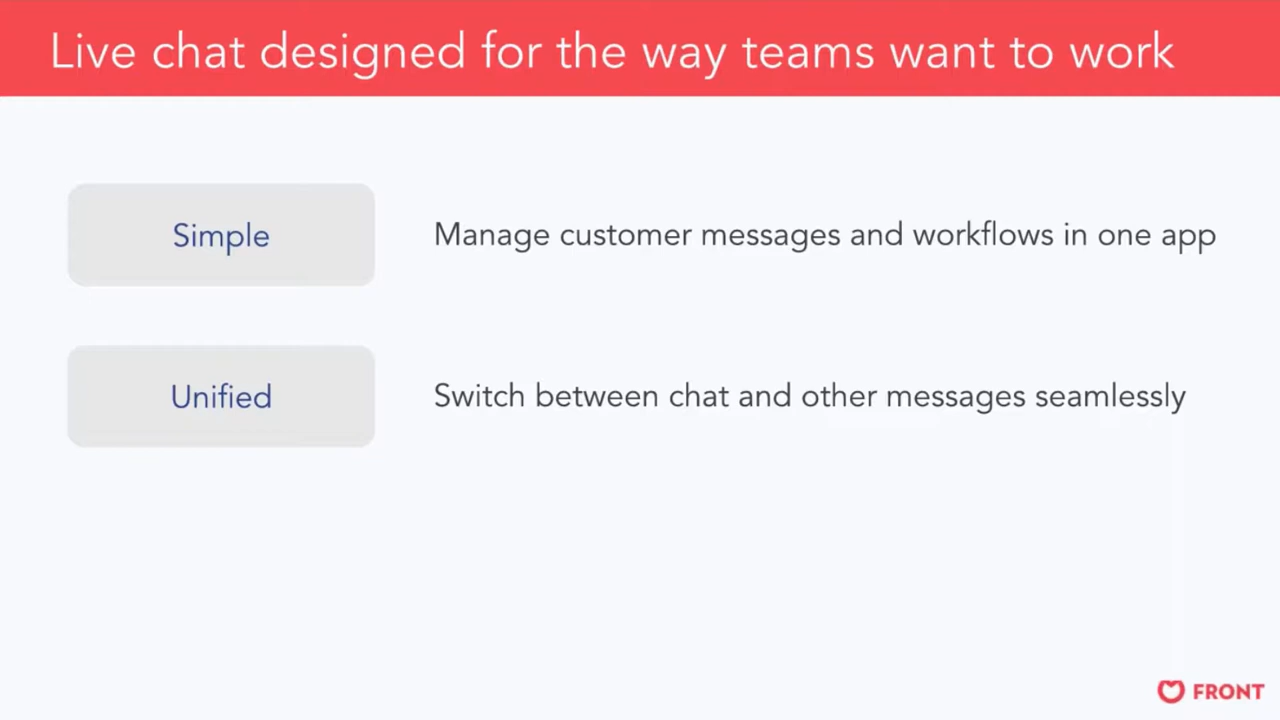 Live chat designed for the way teams want to work
Simple
Manage customer messages and workflows in one app
Unified
Switch between chat and other messages seamlessly
FRONT